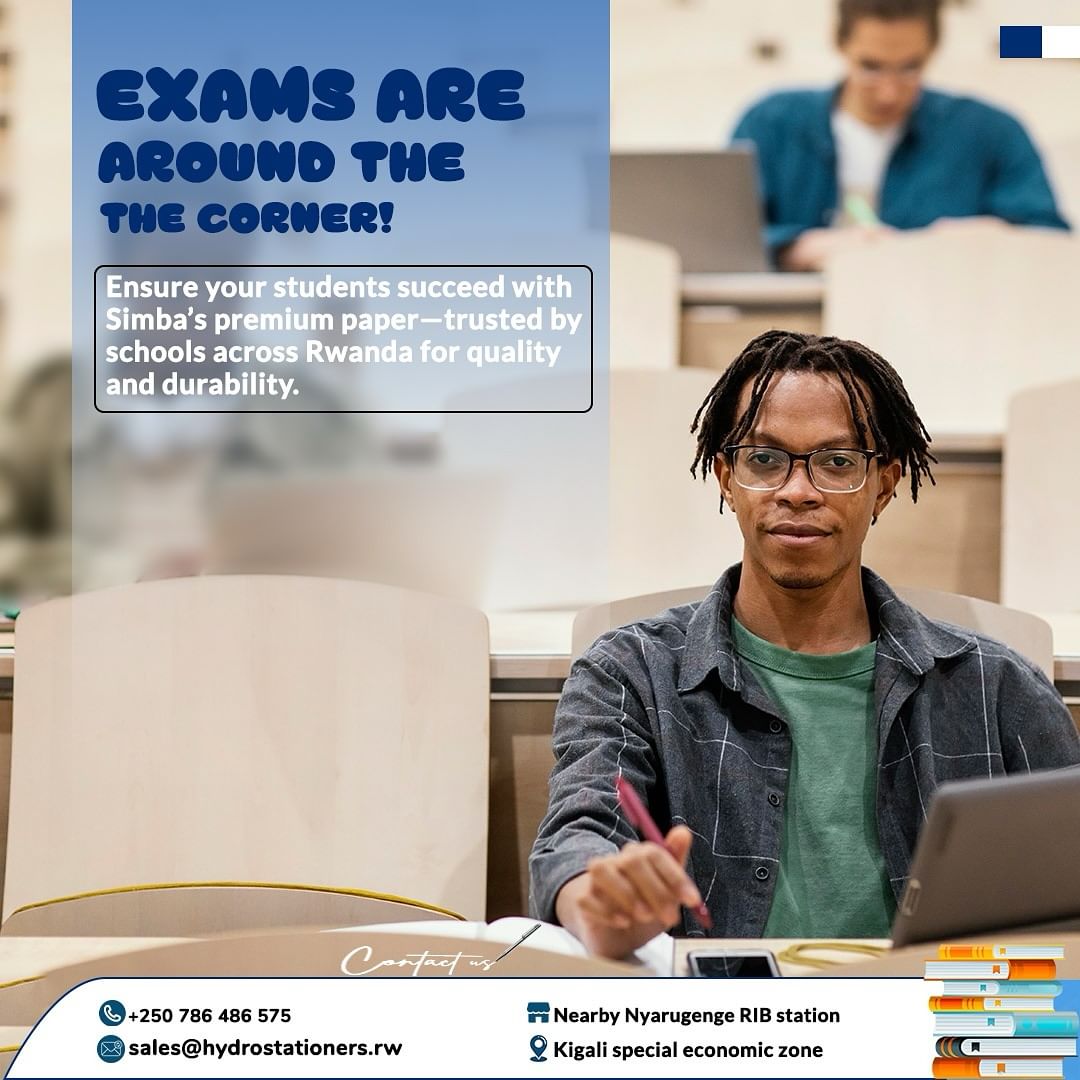 EXAMS ARE
AROUND THE
THE CORNER!
Ensure your students succeed with
Simba's premium paper—trusted by
schools across Rwanda for quality
and durability.
Contact us
+250 786 486 575
sales@hydrostationers.rw
Nearby Nyarugenge RIB station
Kigali special economic zone